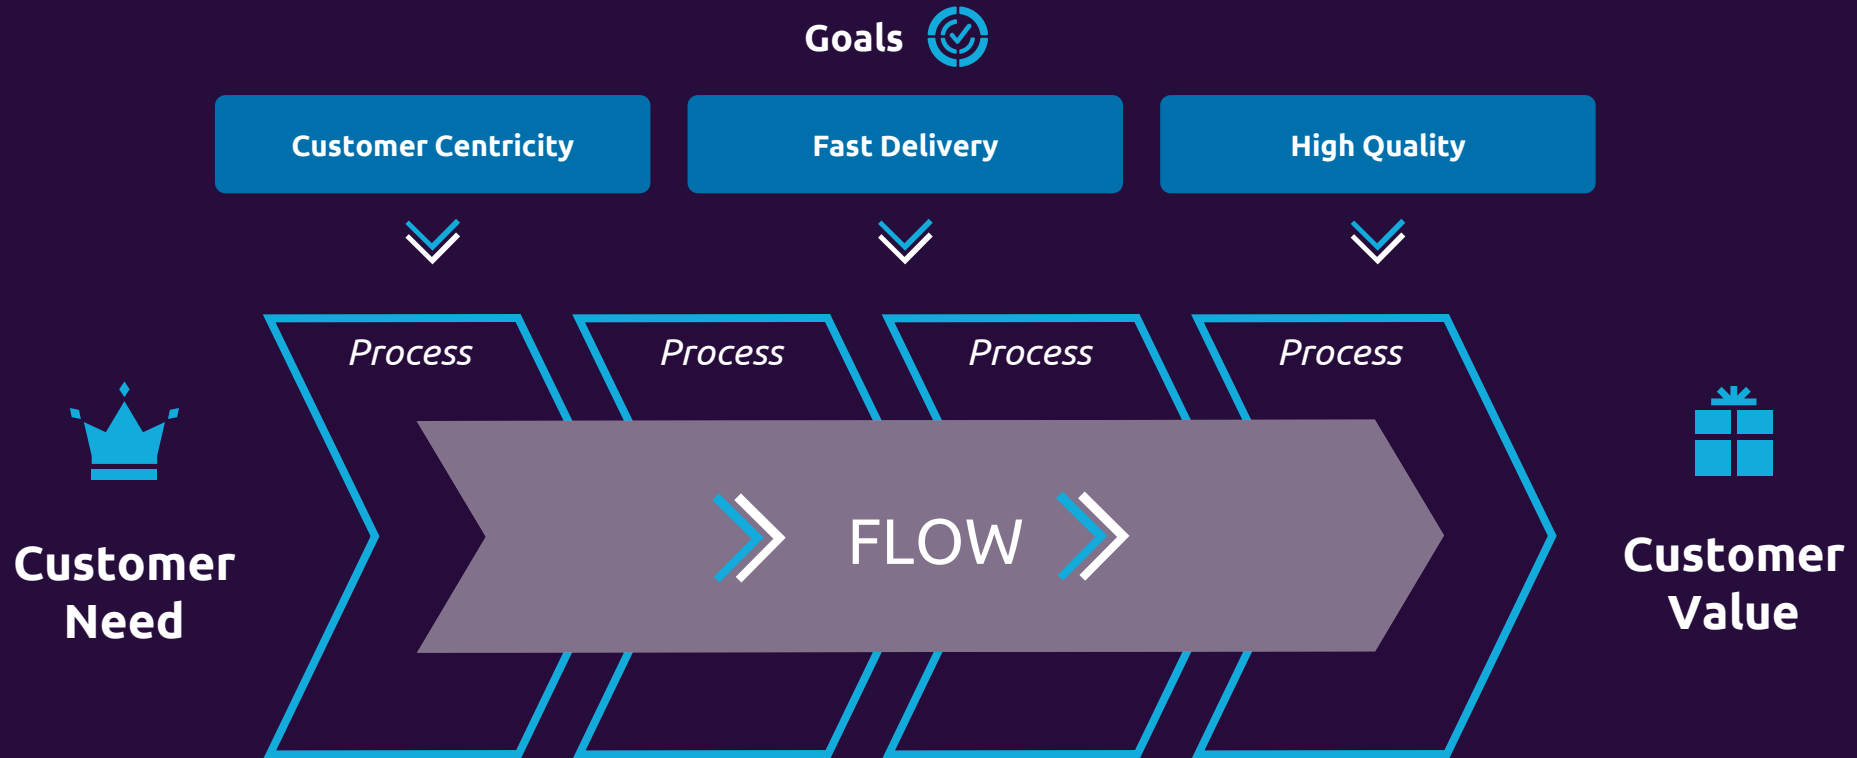 Goals
Customer Centricity
Fast Delivery
High Quality
Process
Process
Process
Process
FLOW
Customer
Need
Customer
Value